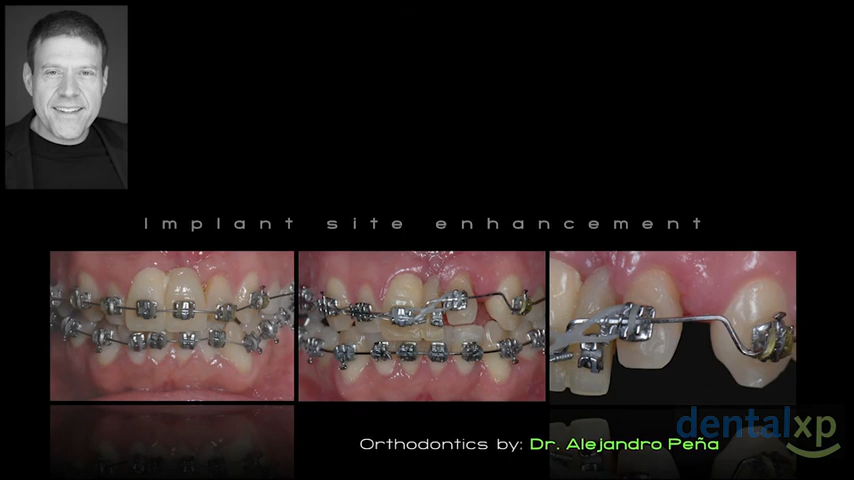 Implant site enhancement
Orthodontics by: Dr. Alejandro Peña
dentalxp